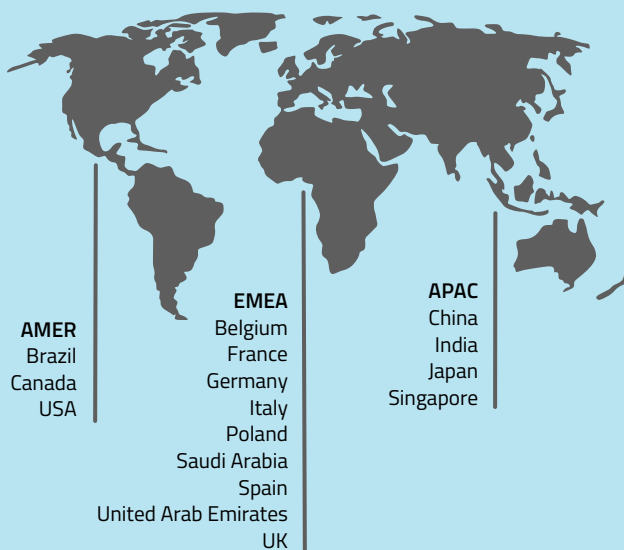 AMER
Brazil
Canada
USA
EMEA
Belgium
France
Germany
Italy
Poland
Saudi Arabia
Spain
United Arab Emirates
UK
APAC
China
India
Japan
Singapore